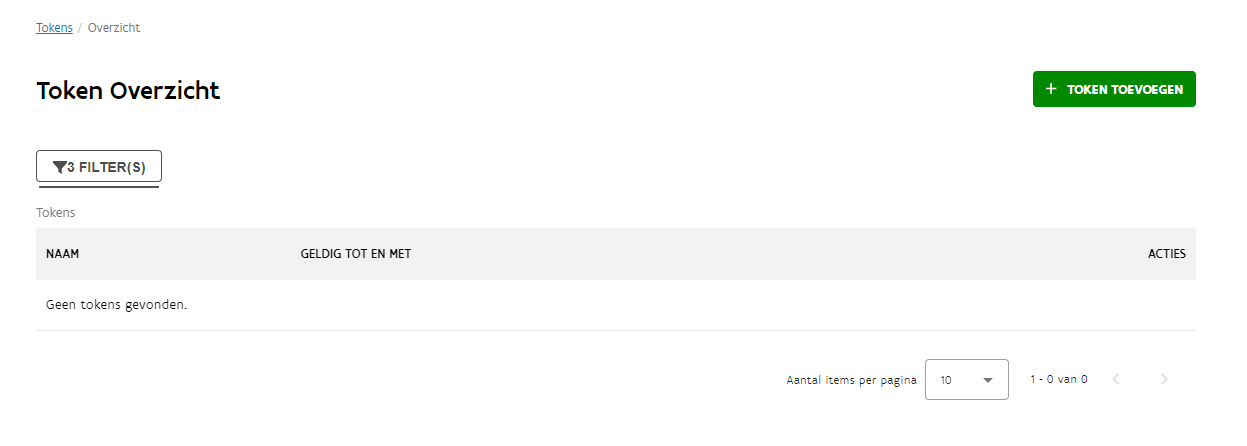 Tokens / Overzicht
Token Overzicht
+ TOKEN TOEVOEGEN
3 FILTER(S)
Tokens
NAAM GELDIG TOT EN MET ACTIES
Geen tokens gevonden.
Aantal items per pagina 10 1 - 0 van 0